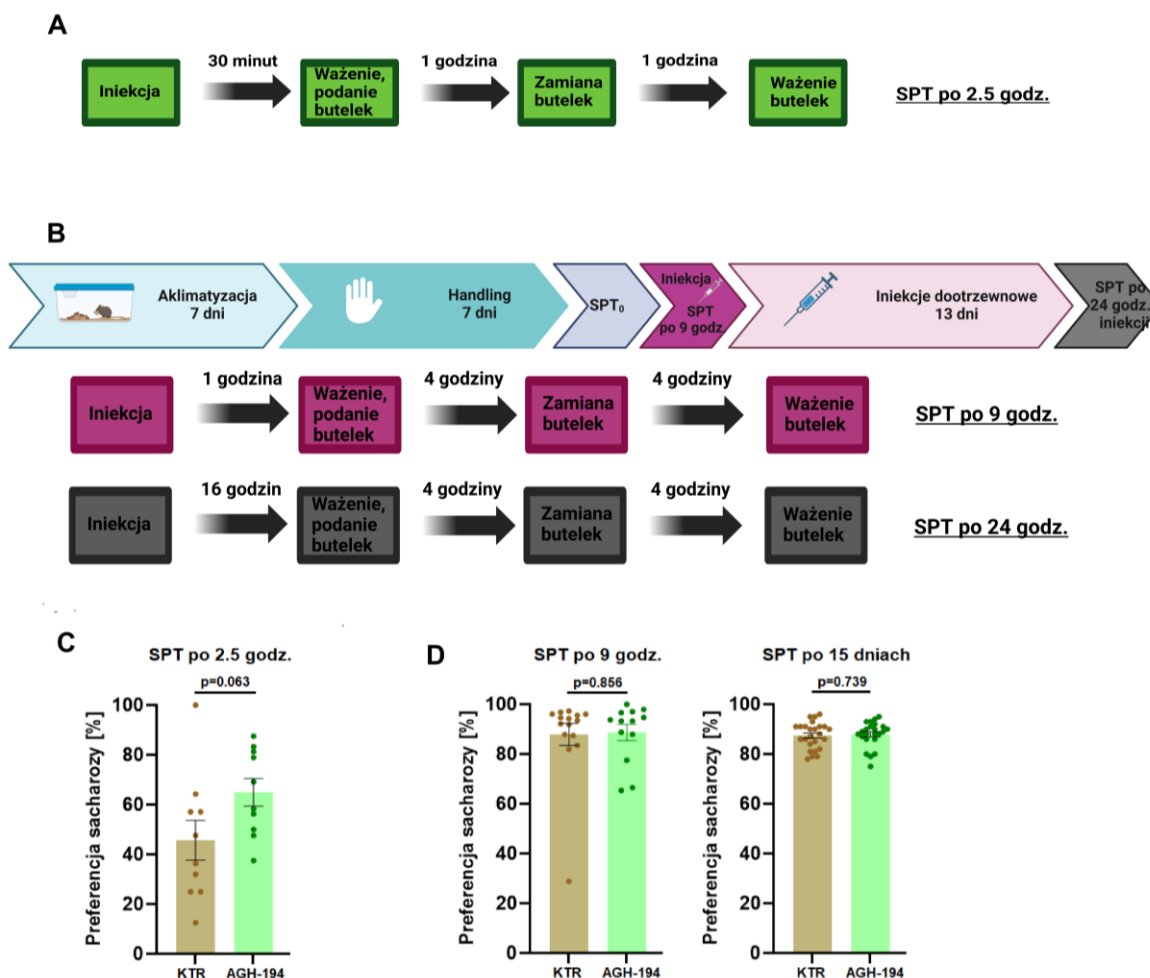 A
30 minut
1 godzina
1 godzina
Iniekcja
Ważenie,
podanie
butelek
Zamiana
butelek
Ważenie
butelek
SPT po 2.5 godz.
B
Aklimatyzacja
7 dni
Handling
7 dni
SPT₀
Iniekcja
SPT
po 9 godz.
Iniekcje dootrzewnowe
13 dni
SPT po
24 godz.
iniekcji
1 godzina
4 godziny
4 godziny
Iniekcja
Ważenie,
podanie
butelek
Zamiana
butelek
Ważenie
butelek
SPT po 9 godz.
16 godzin
4 godziny
4 godziny
Iniekcja
Ważenie,
podanie
butelek
Zamiana
butelek
Ważenie
butelek
SPT po 24 godz.
C
SPT po 2.5 godz.
p=0.063
Preferencja sacharozy [%]
100
80
60
40
20
0
KTR
AGH-194
D
SPT po 9 godz.
p=0.856
Preferencja sacharozy [%]
100
80
60
40
20
0
KTR
AGH-194
SPT po 15 dniach
p=0.739
Preferencja sacharozy [%]
100
80
60
40
20
0
KTR
AGH-194